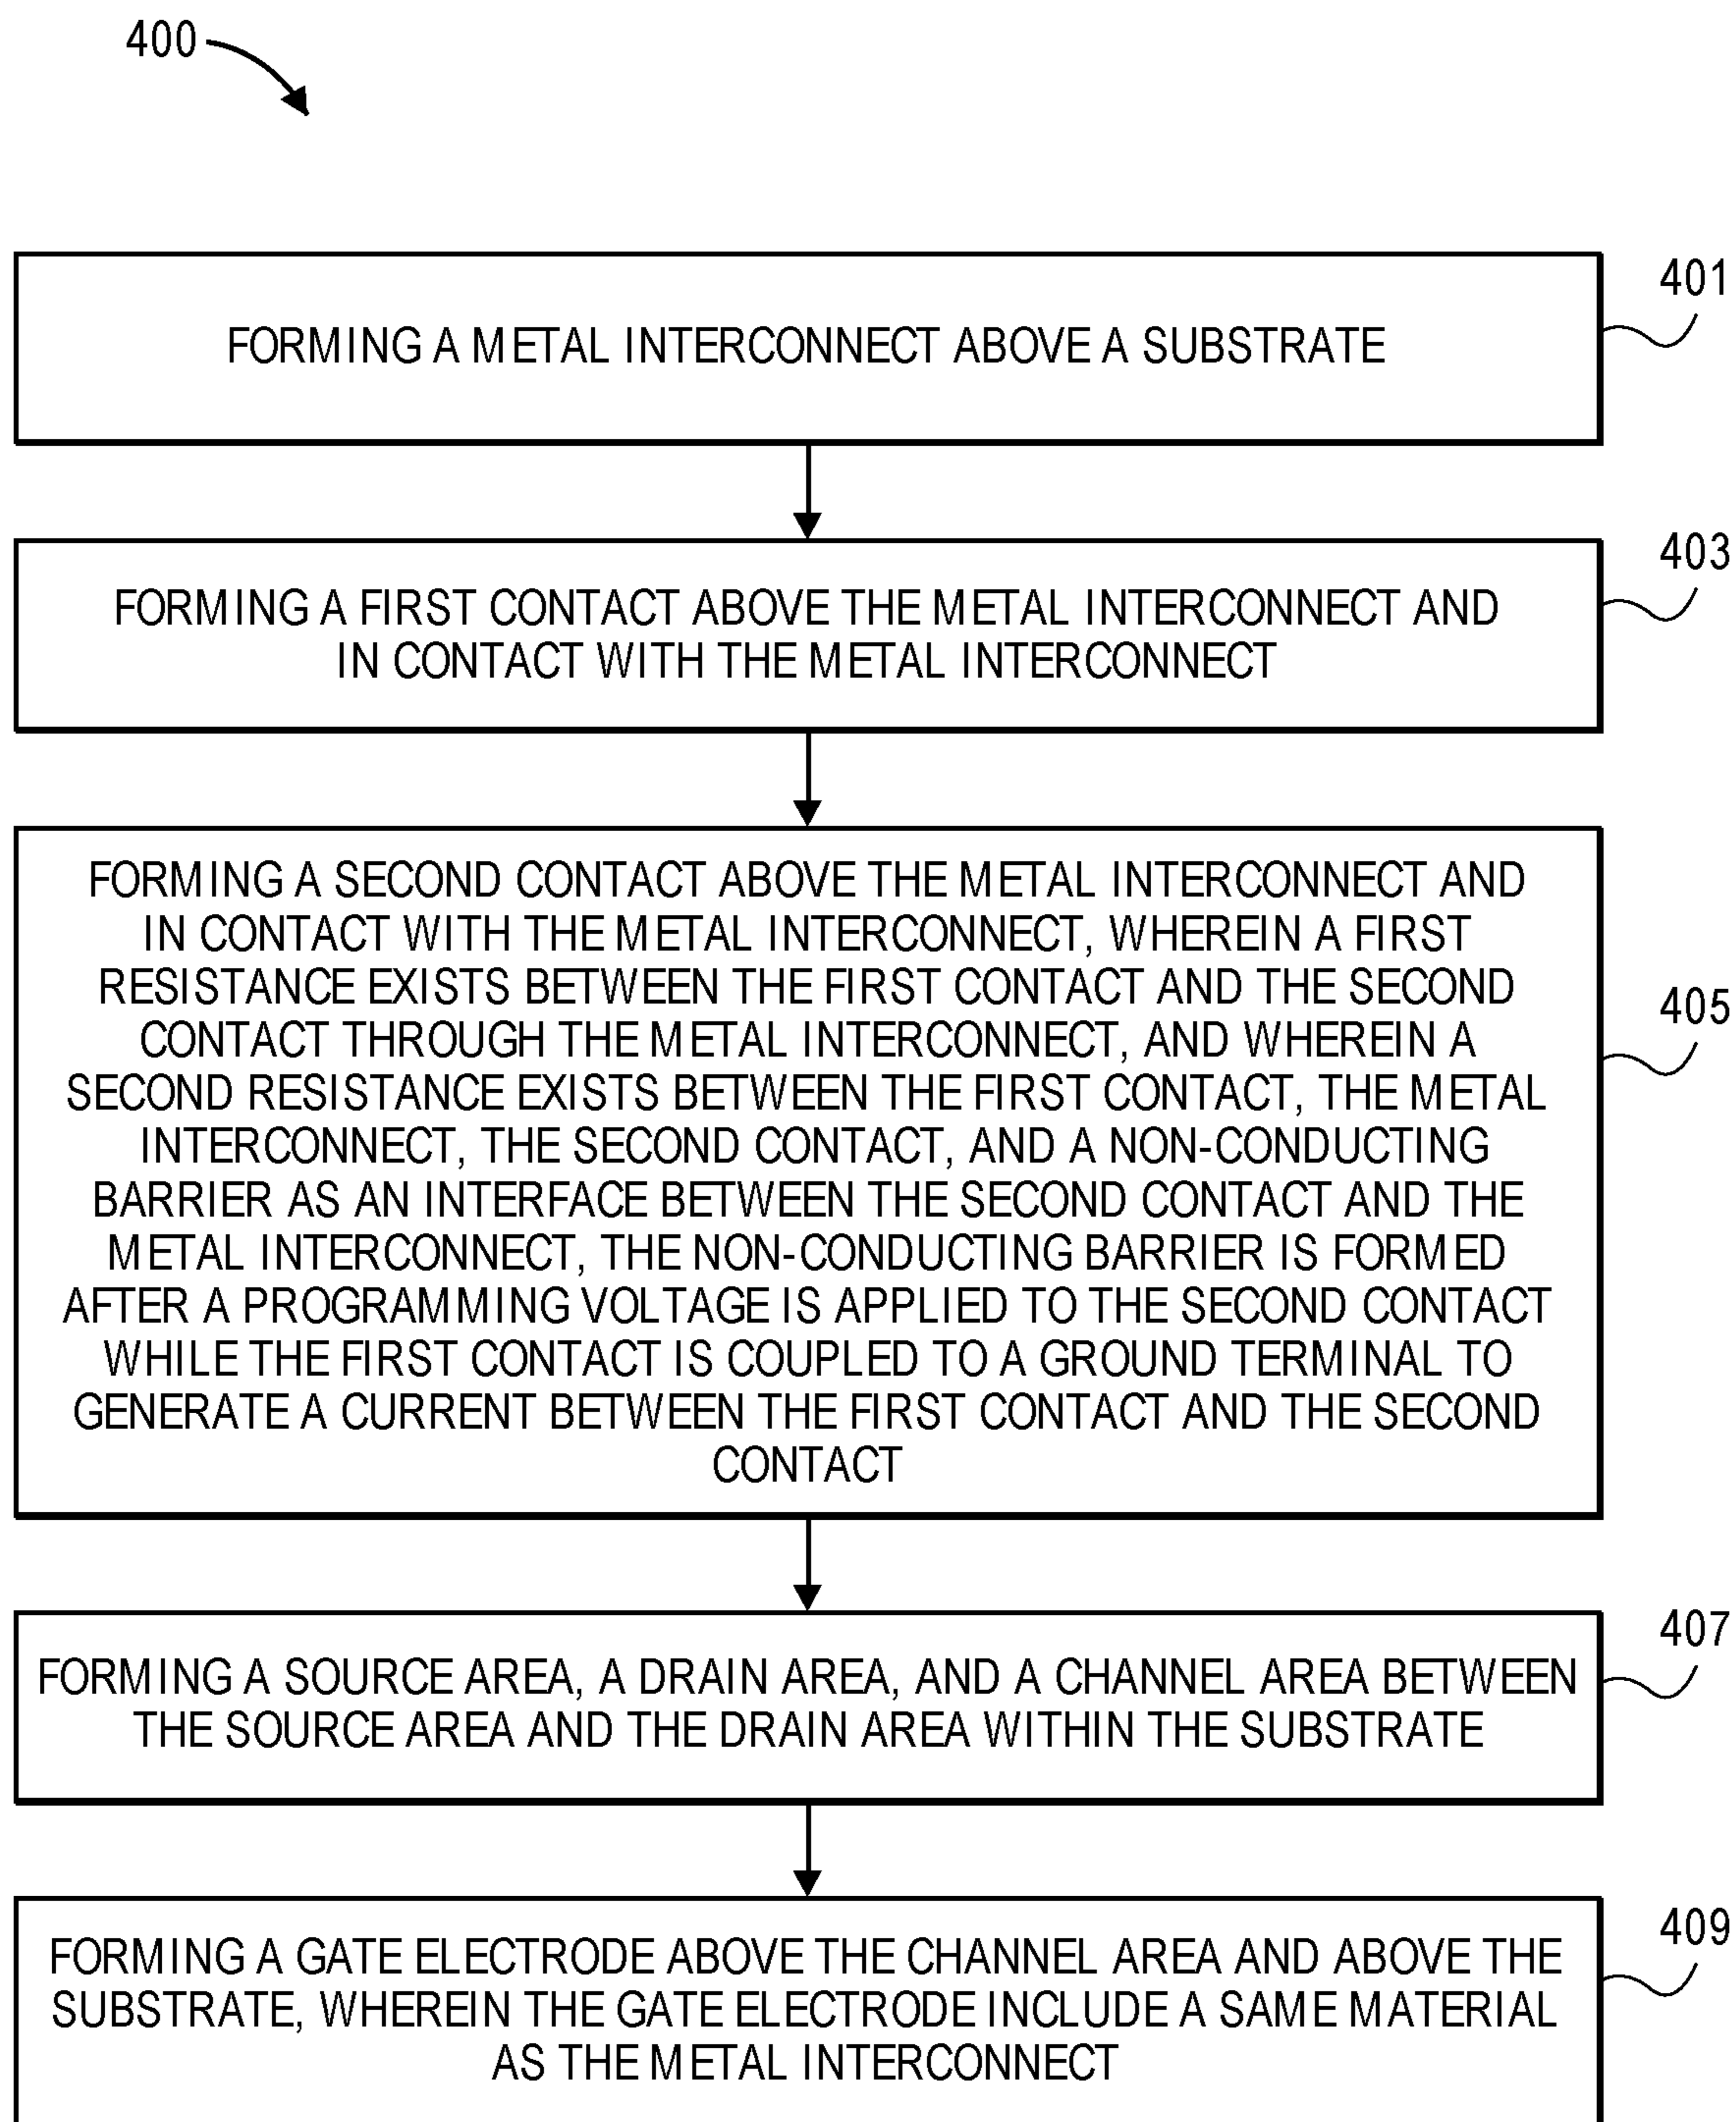 400
401
FORMING A METAL INTERCONNECT ABOVE A SUBSTRATE
403
FORMING A FIRST CONTACT ABOVE THE METAL INTERCONNECT AND
IN CONTACT WITH THE METAL INTERCONNECT
FORMING A SECOND CONTACT ABOVE THE METAL INTERCONNECT AND
IN CONTACT WITH THE METAL INTERCONNECT, WHEREIN A FIRST
RESISTANCE EXISTS BETWEEN THE FIRST CONTACT AND THE SECOND
405
CONTACT THROUGH THE METAL INTERCONNECT, AND WHEREIN A
SECOND RESISTANCE EXISTS BETWEEN THE FIRST CONTACT, THE METAL
INTERCONNECT, THE SECOND CONTACT, AND A NON-CONDUCTING
BARRIER AS AN INTERFACE BETWEEN THE SECOND CONTACT AND THE
METAL INTERCONNECT, THE NON-CONDUCTING BARRIER IS FORMED
AFTER A PROGRAMMING VOLTAGE IS APPLIED TO THE SECOND CONTACT
WHILE THE FIRST CONTACT IS COUPLED TO A GROUND TERMINAL TO
GENERATE A CURRENT BETWEEN THE FIRST CONTACT AND THE SECOND
CONTACT
407
FORMING A SOURCE AREA, A DRAIN AREA, AND A CHANNEL AREA BETWEEN
THE SOURCE AREA AND THE DRAIN AREA WITHIN THE SUBSTRATE
409
FORMING A GATE ELECTRODE ABOVE THE CHANNEL AREA AND ABOVE THE
SUBSTRATE, WHEREIN THE GATE ELECTRODE INCLUDE A SAME MATERIAL
AS THE METAL INTERCONNECT